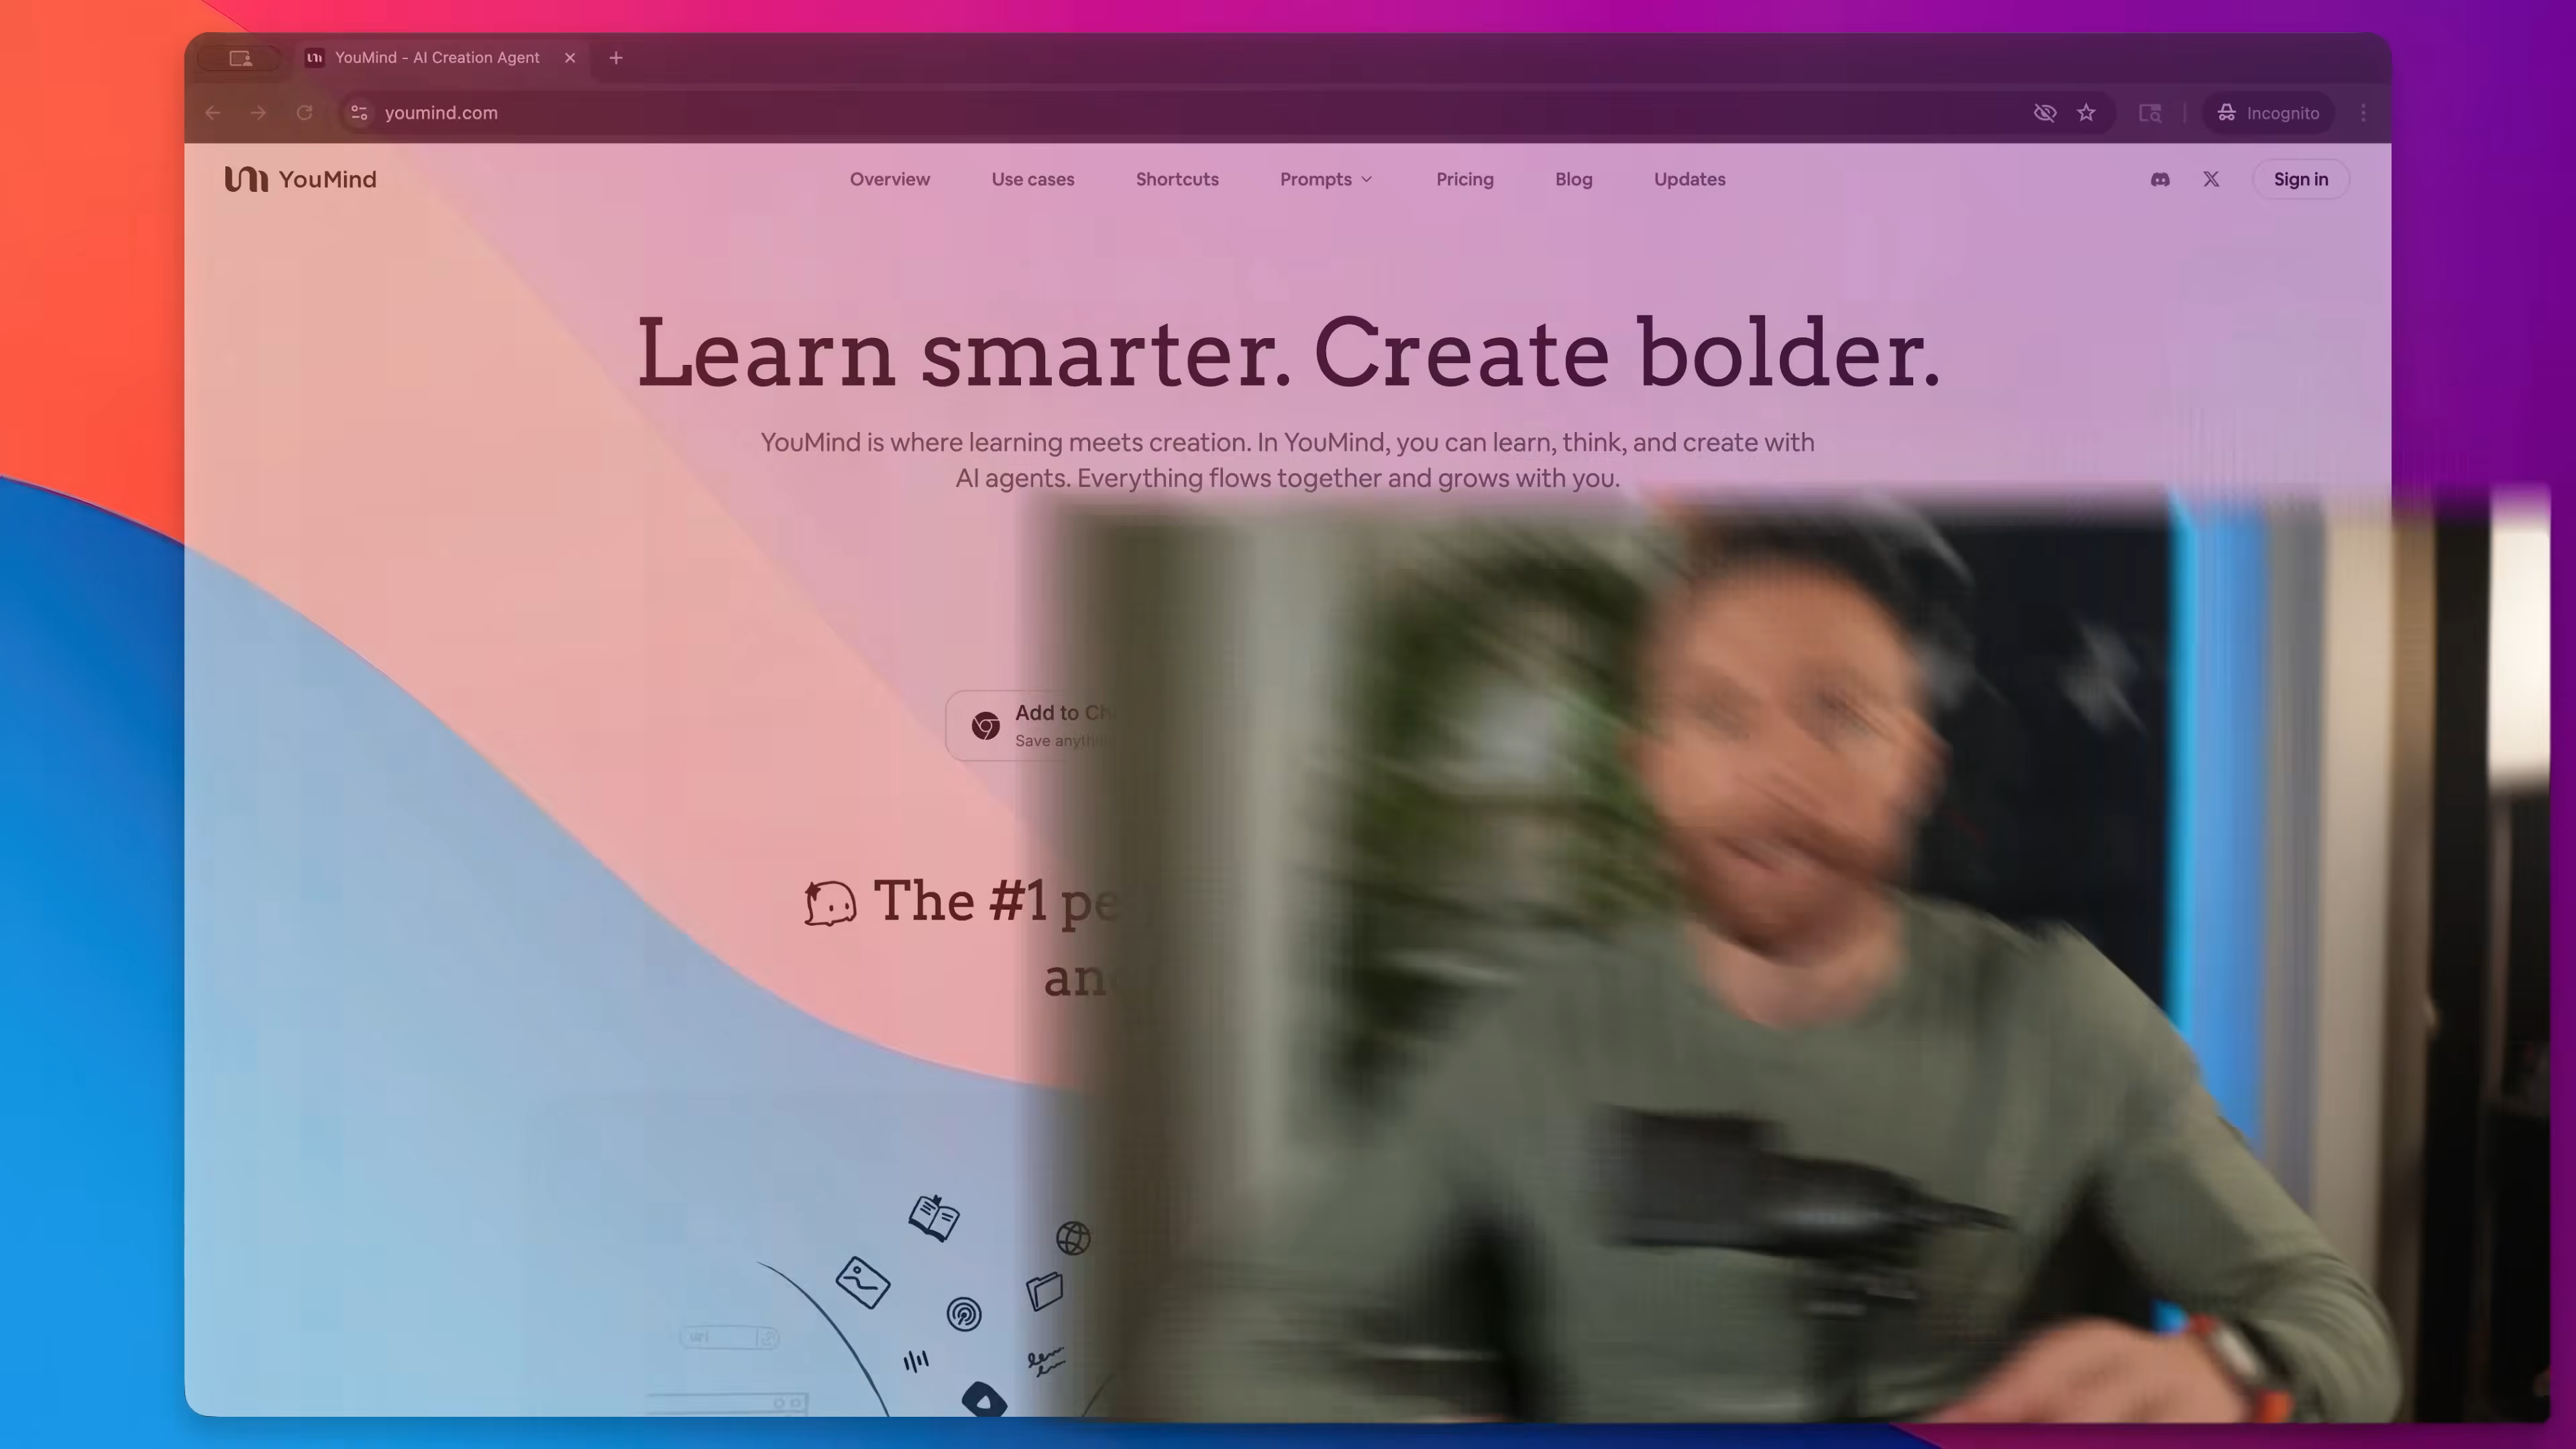 YouMind - AI Creation Agent
youmind.com
Incognito
YouMind
Overview
Use cases
Shortcuts
Prompts
Pricing
Blog
Updates
Sign in
Learn smarter. Create bolder.
YouMind is where learning meets creation. In YouMind, you can learn, think, and create with
AI agents. Everything flows together and grows with you.
Add to
Save
The #1
url